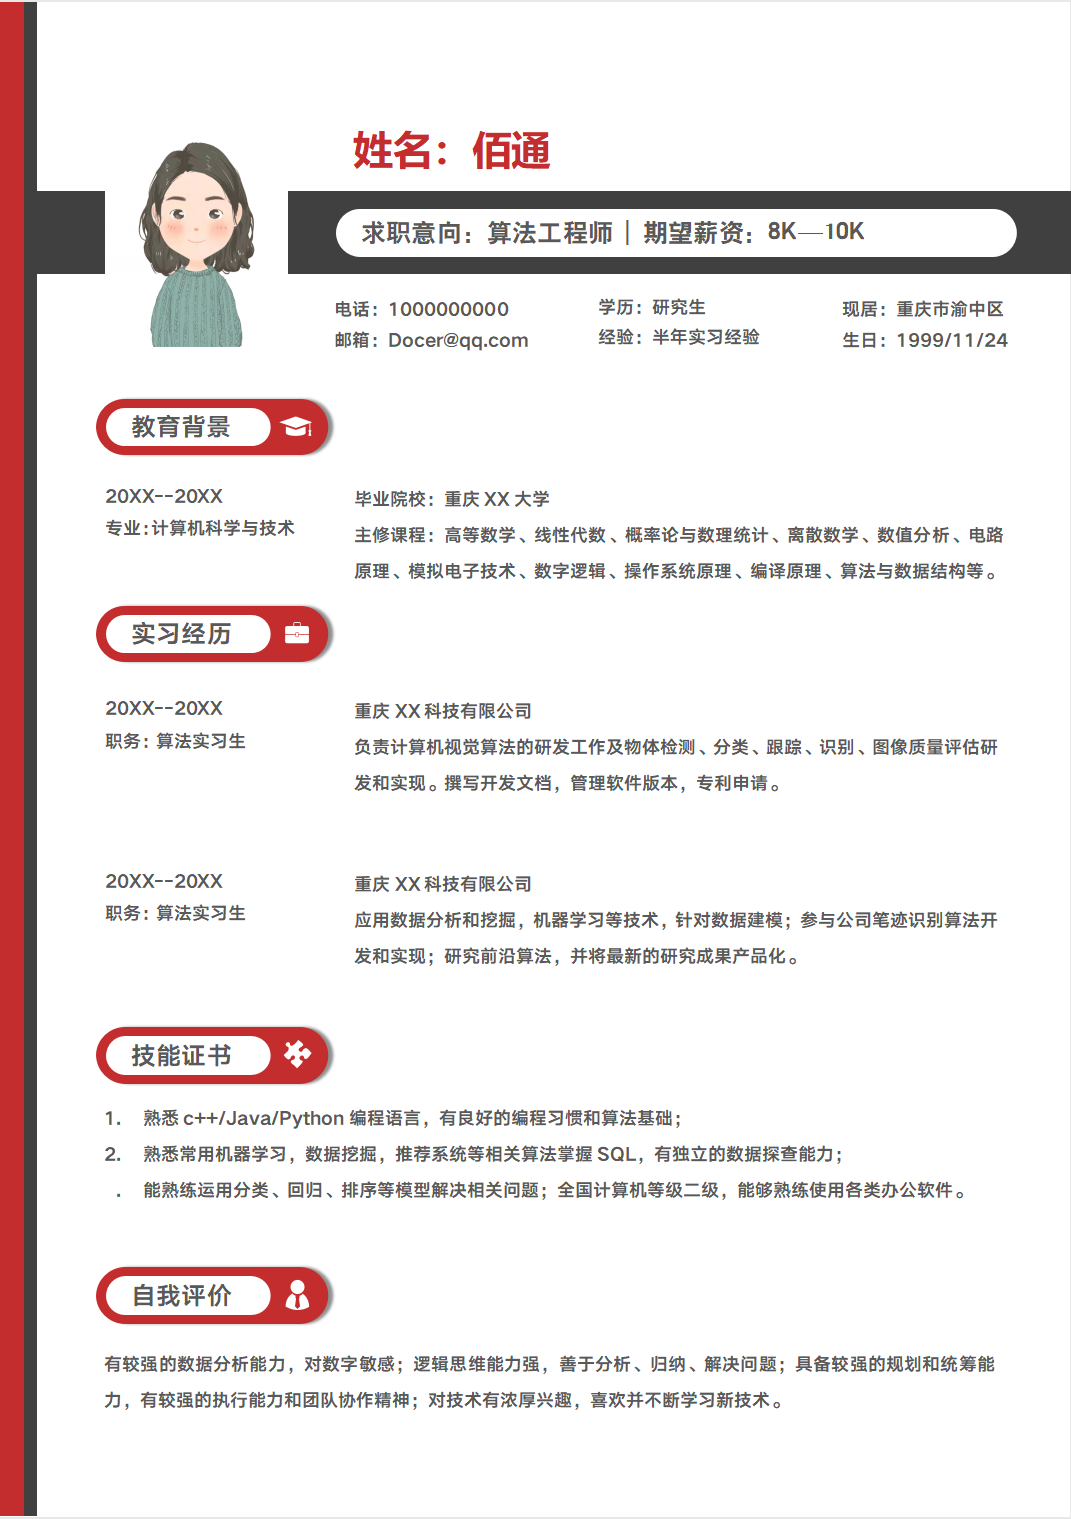 姓名：佰通
求职意向：算法工程师｜期望薪资：8K—10K
电话：1000000000
邮箱：Docer@qq.com
学历：研究生
经验：半年实习经验
现居：重庆市渝中区
生日：1999/11/24
教育背景
20XX--20XX
专业:计算机科学与技术
毕业院校：重庆 XX 大学
主修课程：高等数学、线性代数、概率论与数理统计、离散数学、数值分析、电路
原理、模拟电子技术、数字逻辑、操作系统原理、编译原理、算法与数据结构等。
实习经历
20XX--20XX
职务：算法实习生
重庆 XX 科技有限公司
负责计算机视觉算法的研发工作及物体检测、分类、跟踪、识别、图像质量评估研
发和实现。撰写开发文档，管理软件版本，专利申请。
20XX--20XX
职务：算法实习生
重庆 XX 科技有限公司
应用数据分析和挖掘，机器学习等技术，针对数据建模；参与公司笔迹识别算法开
发和实现；研究前沿算法，并将最新的研究成果产品化。
技能证书
1. 熟悉 c++/Java/Python 编程语言，有良好的编程习惯和算法基础；
2. 熟悉常用机器学习，数据挖掘，推荐系统等相关算法掌握 SQL，有独立的数据探查能力；
. 能熟练运用分类、回归、排序等模型解决相关问题；全国计算机等级二级，能够熟练使用各类办公软件。
自我评价
有较强的数据分析能力，对数字敏感；逻辑思维能力强，善于分析、归纳、解决问题；具备较强的规划和统筹能
力，有较强的执行能力和团队协作精神；对技术有浓厚兴趣，喜欢并不断学习新技术。